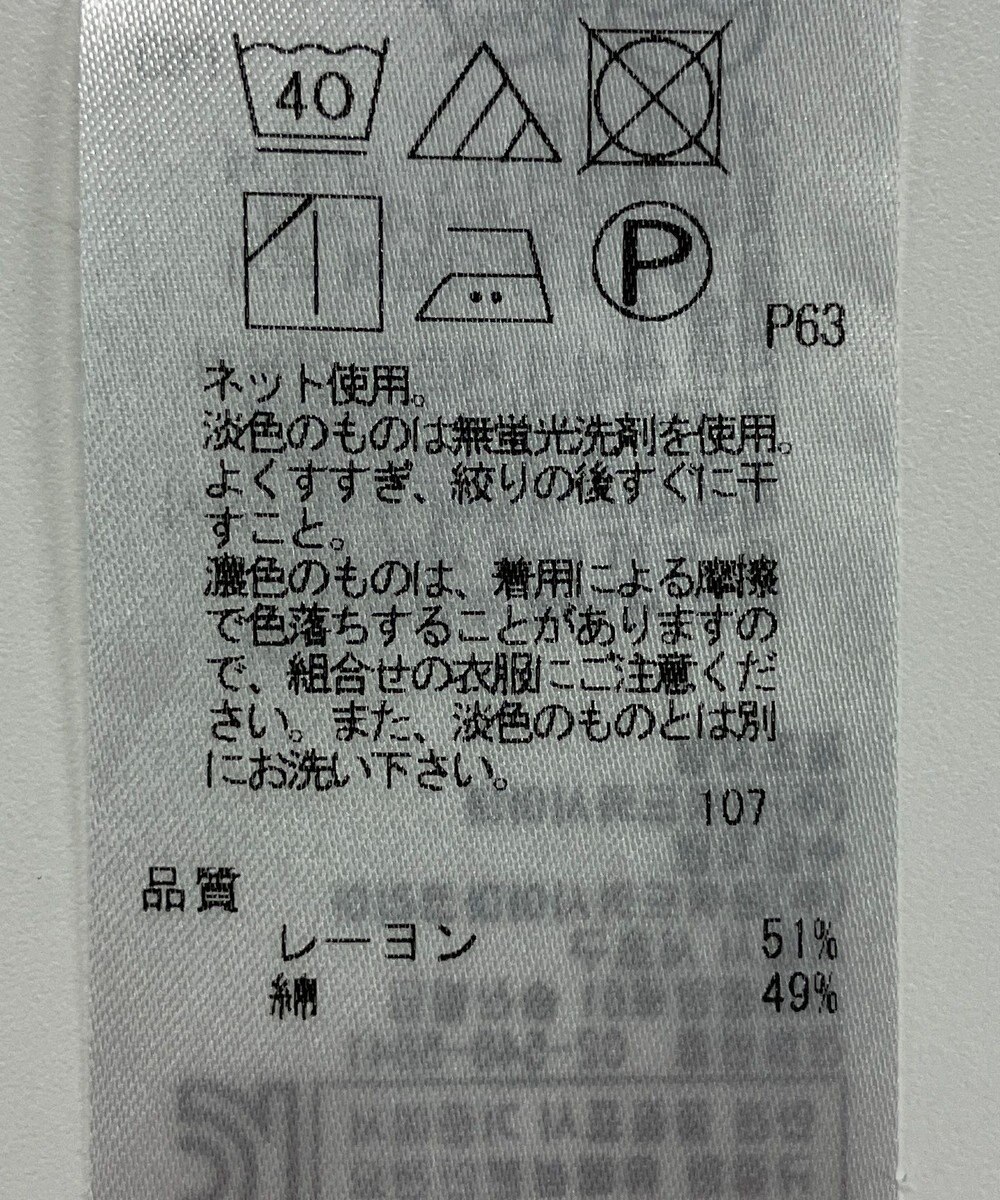 40
P
P63
ネット使用。
淡色のものは無蛍光洗剤を使用。
よくすすぎ、絞りの後すぐに干
すこと。
濃色のものは、着用による摩擦
で色落ちすることがありますの
で、組合せの衣服にご注意くだ
さい。また、淡色のものとは別
にお洗い下さい。
107
品質
レーヨン 51%
綿 49%